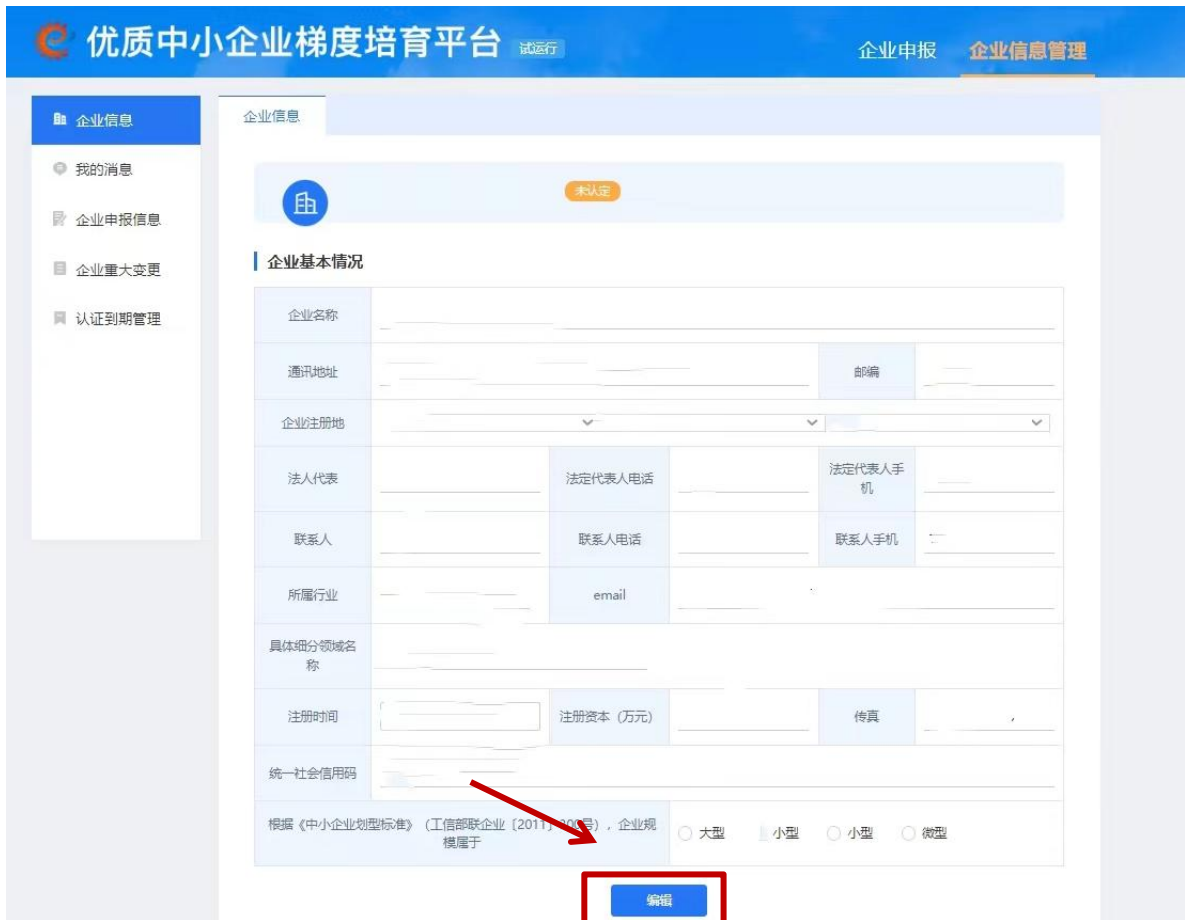 优质中小企业梯度培育平台 试运行
企业申报 企业信息管理
企业信息
我的消息
企业申报信息
企业重大变更
认证到期管理
企业信息
未认定
企业基本情况
企业名称
通讯地址 邮编
企业注册地
法人代表 法定代表人电话 法定代表人手
机
联系人 联系人电话 联系人手机
所属行业 email
具体细分领域名
称
注册时间 注册资本（万元） 传真
统一社会信用码
根据《中小企业划型标准》（工信部联企业〔2011〕300号），企业规
模属于
大型 小型 小型 微型
编辑